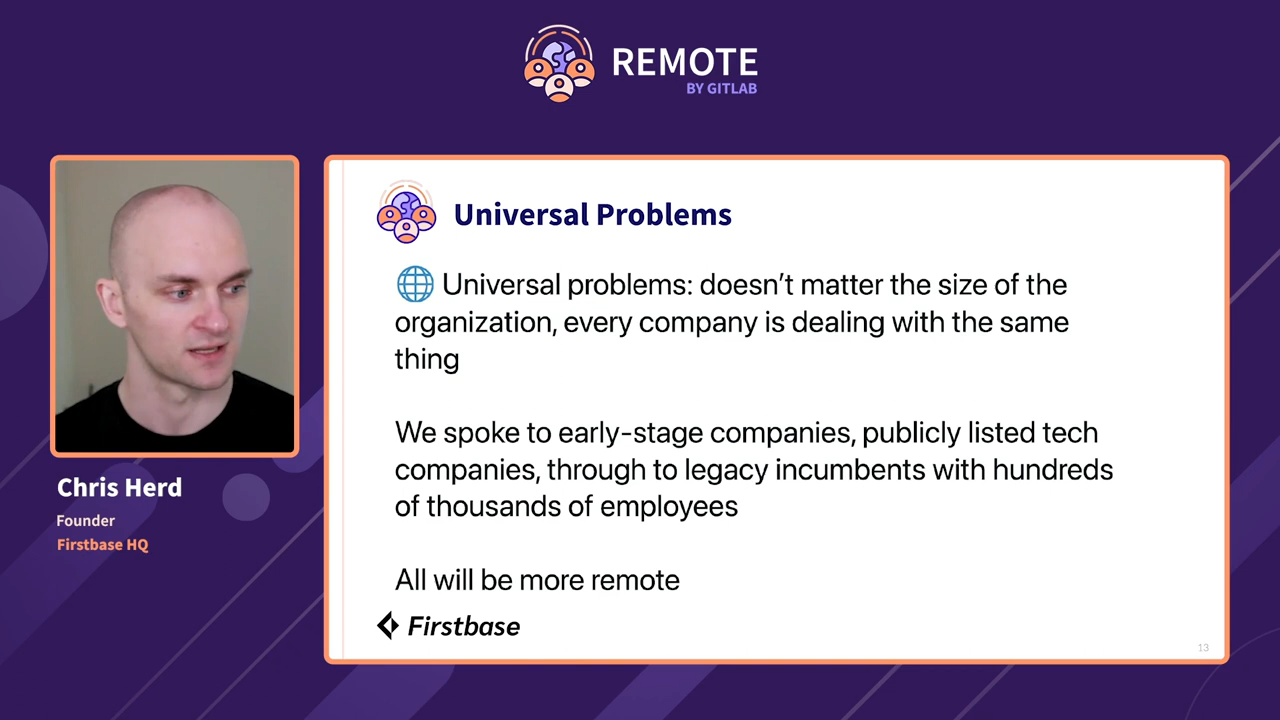 REMOTE
BY GITLAB
Chris Herd
Founder
Firstbase HQ
Universal Problems
Universal problems: doesn’t matter the size of the
organization, every company is dealing with the same
thing
We spoke to early-stage companies, publicly listed tech
companies, through to legacy incumbents with hundreds
of thousands of employees
All will be more remote
Firstbase
13